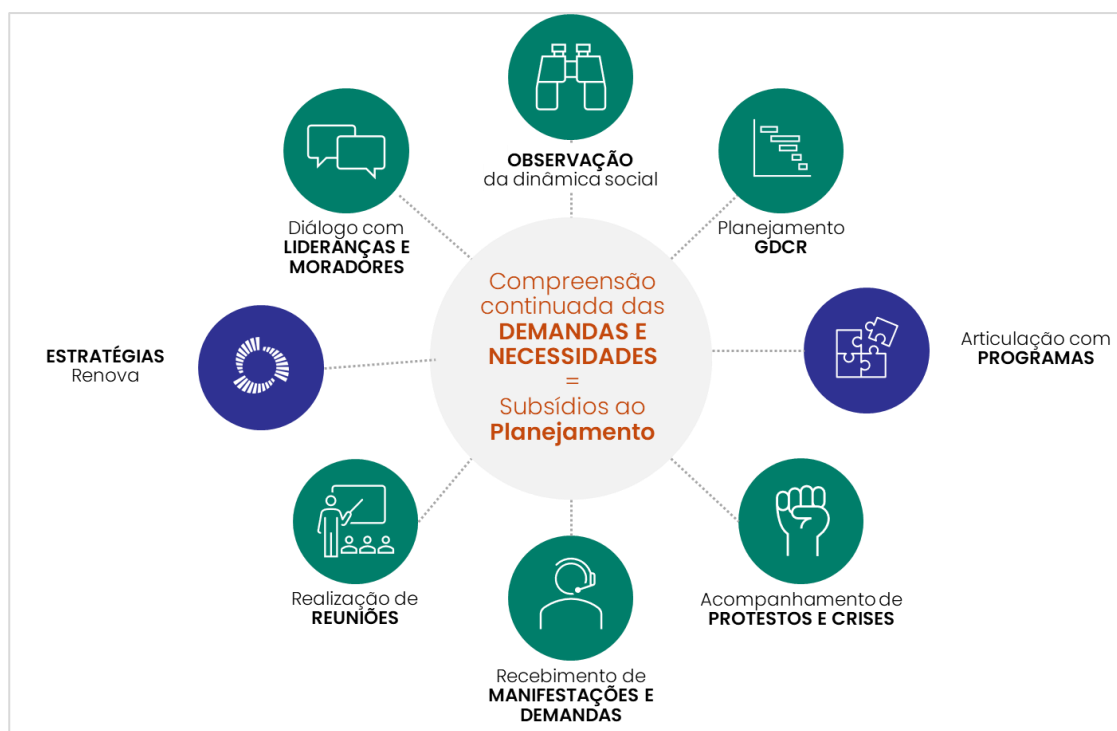 OBSERVAÇÃO
da dinâmica social
Planejamento
GDCR
Articulação com
PROGRAMAS
Acompanhamento de
PROTESTOS E CRISES
Recebimento de
MANIFESTAÇÕES E
DEMANDAS
Realização de
REUNIÕES
ESTRATÉGIAS
Renova
Diálogo com
LIDERANÇAS E
MORADORES
Compreensão
continuada das
DEMANDAS E
NECESSIDADES
=
Subsídios ao
Planejamento